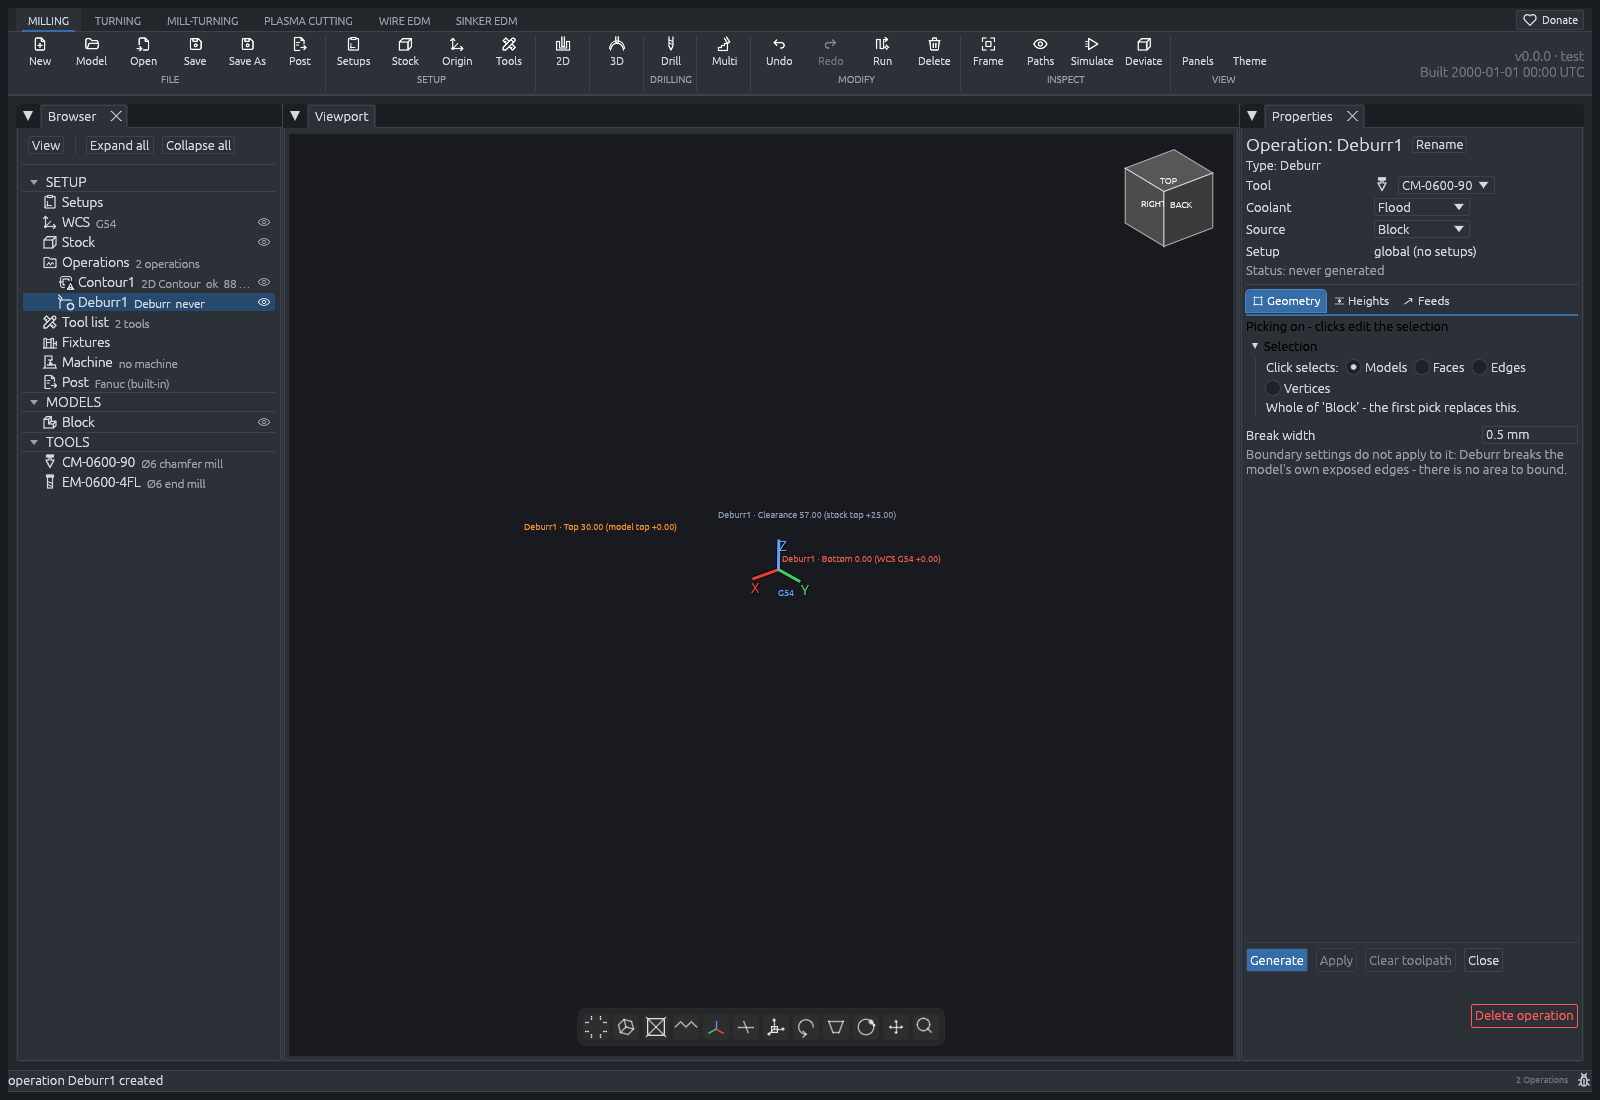 MILLING TURNING MILL-TURNING PLASMA CUTTING WIRE EDM SINKER EDM Donate
New Model Open Save Save As Post Setups Stock Origin Tools 2D 3D Drill Multi Undo Redo Run Delete Frame Paths Simulate Deviate Panels Theme
FILE SETUP DRILLING MODIFY INSPECT VIEW
v0.0.0 · test
Built 2000-01-01 00:00 UTC
Browser
View Expand all Collapse all
SETUP
Setups
WCS G54
Stock
Operations 2 operations
Contour1 2D Contour ok 88 ...
Deburr1 Deburr never
Tool list 2 tools
Fixtures
Machine no machine
Post Fanuc (built-in)
MODELS
Block
TOOLS
CM-0600-90 Ø6 chamfer mill
EM-0600-4FL Ø6 end mill
Viewport
TOP
RIGHT BACK
Deburr1 · Clearance 57.00 (stock top +25.00)
Deburr1 · Top 30.00 (model top +0.00)
Z
Deburr1 · Bottom 0.00 (WCS G54 +0.00)
X G54 Y
Properties
Operation: Deburr1 Rename
Type: Deburr
Tool CM-0600-90
Coolant Flood
Source Block
Setup global (no setups)
Status: never generated
Geometry Heights Feeds
Picking on - clicks edit the selection
Selection
Click selects: Models Faces Edges
Vertices
Whole of 'Block' - the first pick replaces this.
Break width 0.5 mm
Boundary settings do not apply to it: Deburr breaks the
model's own exposed edges - there is no area to bound.
Generate Apply Clear toolpath Close
Delete operation
operation Deburr1 created
2 Operations